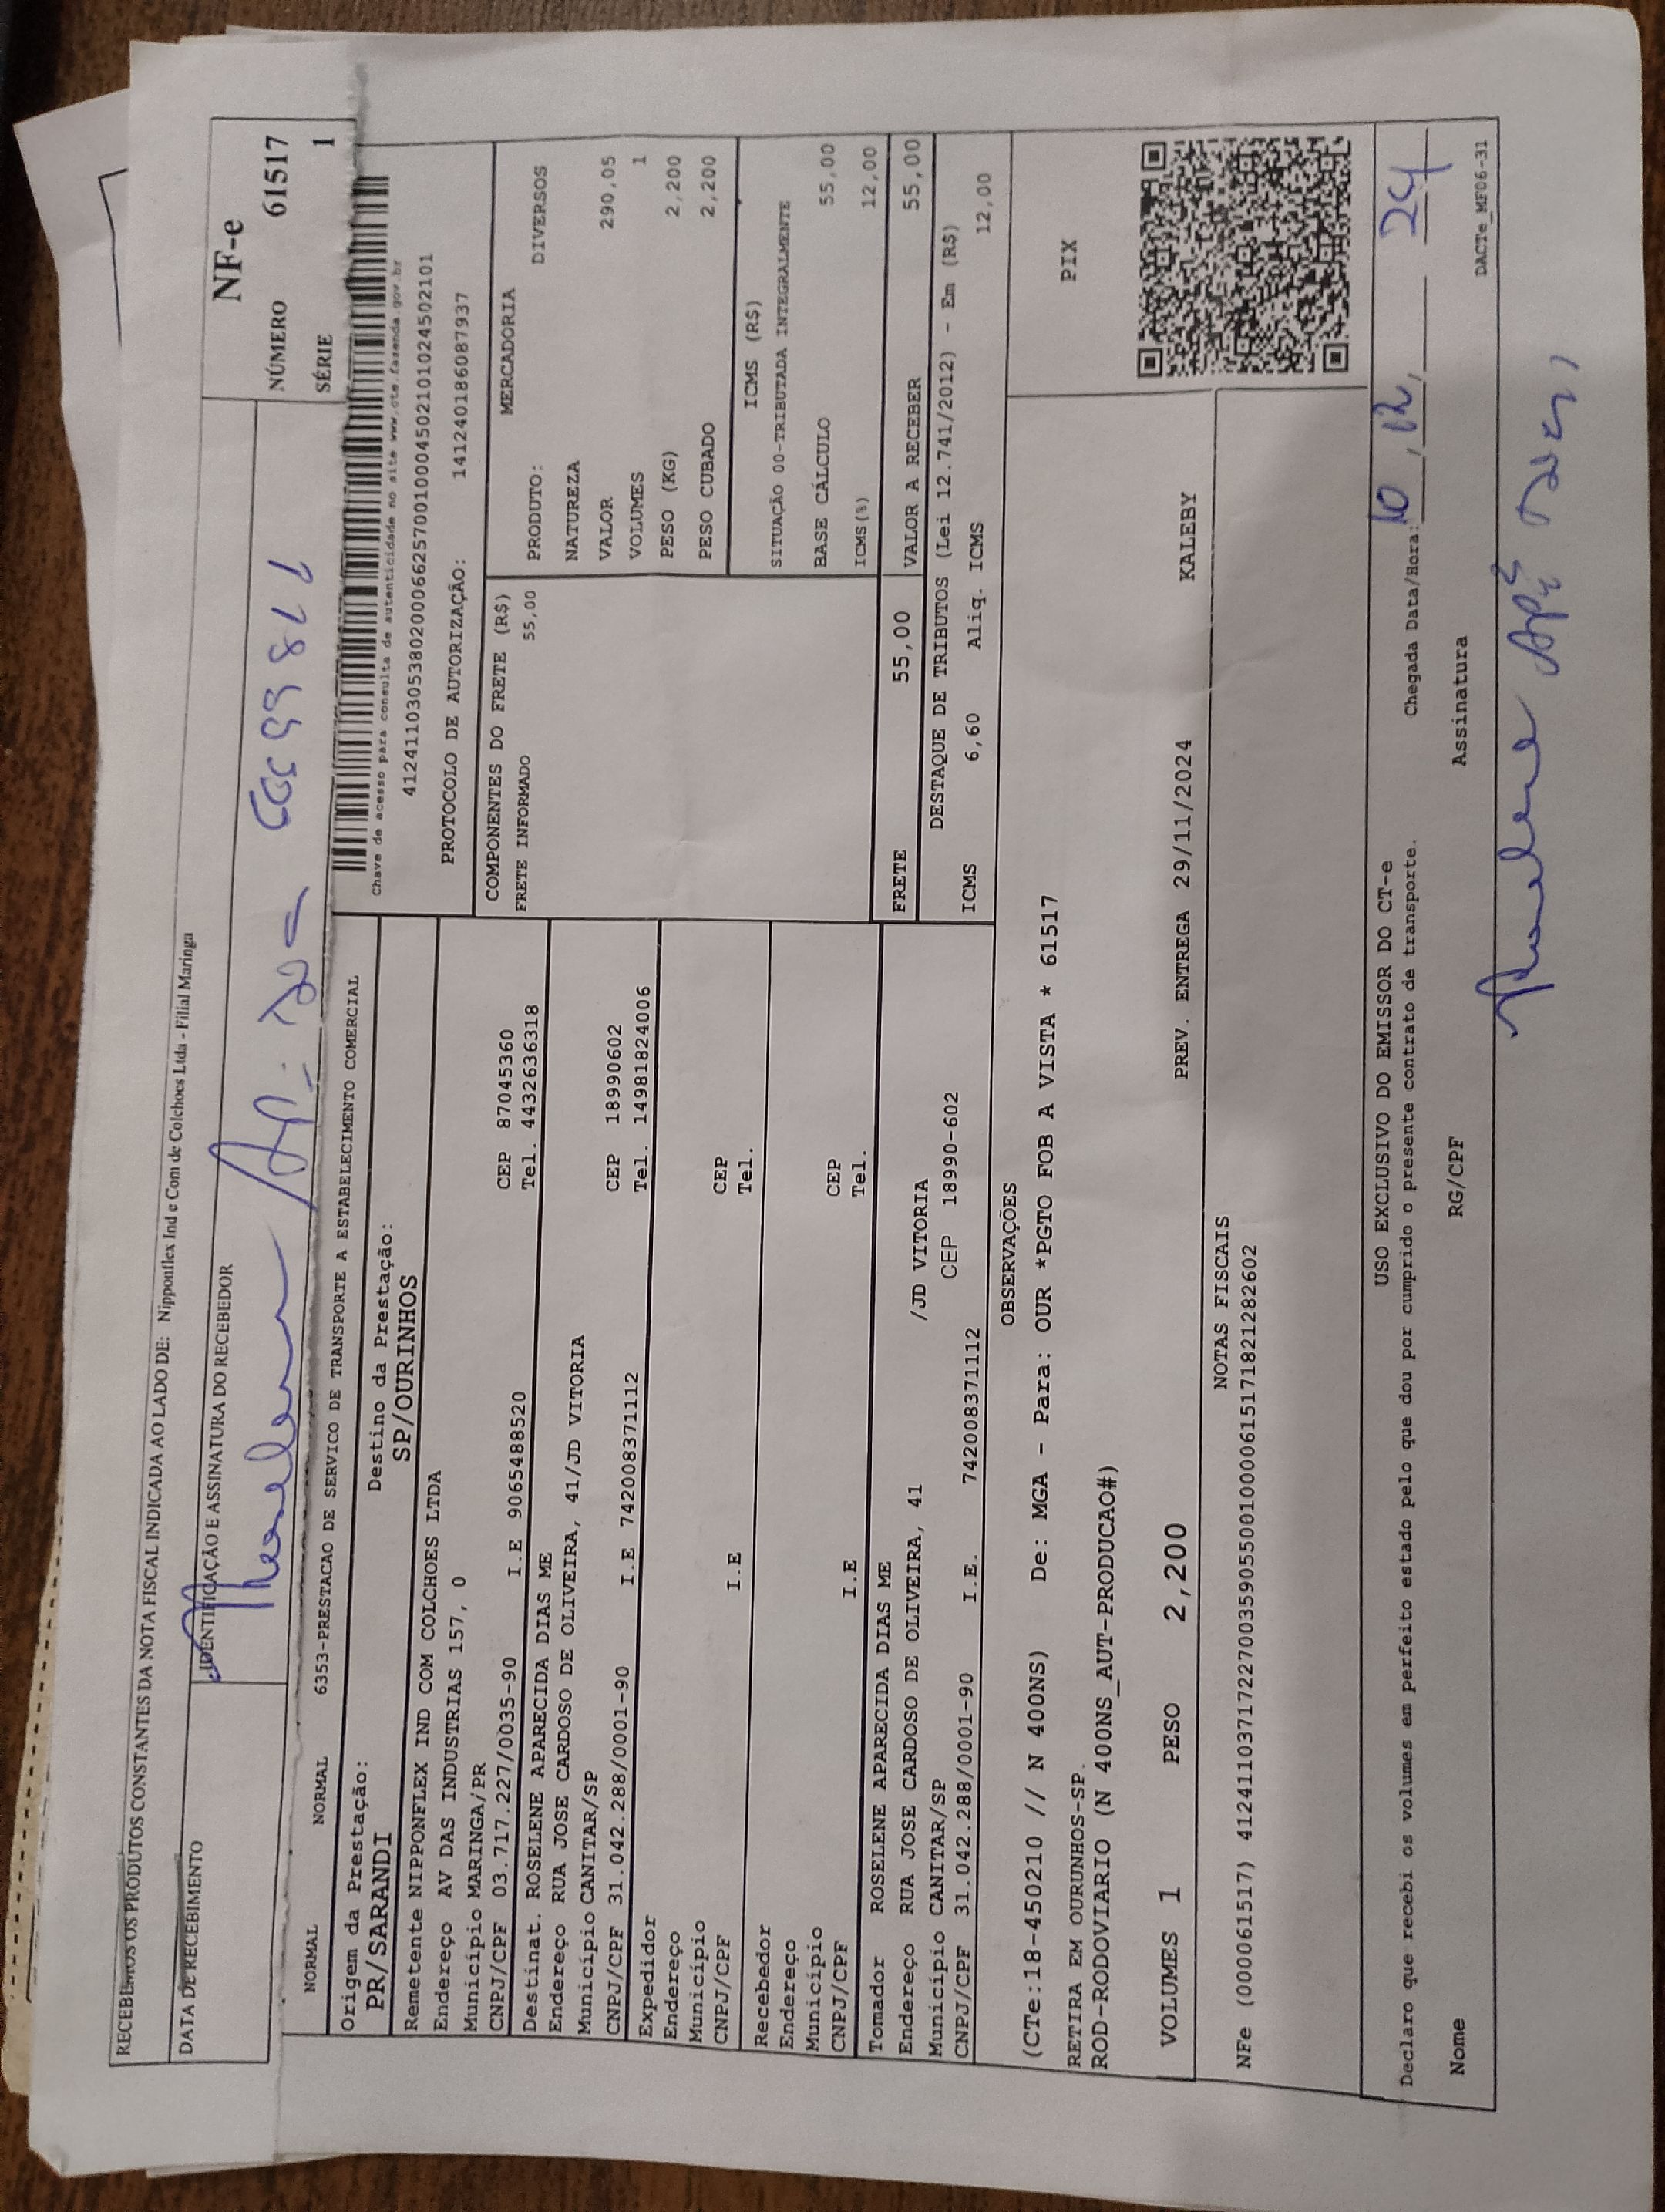 RECEBEMOS OS PRODUTOS CONSTANTES DA NOTA FISCAL INDICADA AO LADO DE: Nipponflex Ind e Com de Colchoes Ltda - Filial Maringa
NF-e
NÚMERO 61517
SÉRIE 1
DATA DE RECEBIMENTO
IDENTIFICAÇÃO E ASSINATURA DO RECEBEDOR
NORMAL NORMAL NORMAL 6353-PRESTACAO DE SERVICO DE TRANSPORTE A ESTABELECIMENTO COMERCIAL
Origem da Prestação: Destino da Prestação:
PR/SARANDI SP/OURINHOS
Chave de acesso para consulta de autenticidade no site www.cte.fazenda.gov.br
41241103053802000662570010004502101024502101
PROTOCOLO DE AUTORIZAÇÃO: 141240186087937
Remetente NIPPONFLEX IND COM COLCHOES LTDA
Endereço AV DAS INDUSTRIAS 157, 0
Município MARINGA/PR CEP 87045360
CNPJ/CPF 03.717.227/0035-90 I.E 9065488520 Tel. 4432636318
Destinat. ROSELENE APARECIDA DIAS ME
Endereço RUA JOSE CARDOSO DE OLIVEIRA, 41/JD VITORIA
Município CANITAR/SP CEP 18990602
CNPJ/CPF 31.042.288/0001-90 I.E 742008371112 Tel. 14981824006
Expedidor
Endereço
Município CEP
CNPJ/CPF I.E Tel.
Recebedor
Endereço
Município CEP
CNPJ/CPF I.E Tel.
Tomador ROSELENE APARECIDA DIAS ME
Endereço RUA JOSE CARDOSO DE OLIVEIRA, 41 /JD VITORIA
Município CANITAR/SP CEP 18990-602
CNPJ/CPF 31.042.288/0001-90 I.E. 742008371112
COMPONENTES DO FRETE (R$)
FRETE INFORMADO 55,00
MERCADORIA
PRODUTO: DIVERSOS
NATUREZA
VALOR 290,05
VOLUMES 1
PESO (KG) 2,200
PESO CUBADO 2,200
ICMS (R$)
SITUAÇÃO 00-TRIBUTADA INTEGRALMENTE
BASE CÁLCULO 55,00
ICMS(%) 12,00
FRETE 55,00 VALOR A RECEBER 55,00
DESTAQUE DE TRIBUTOS (Lei 12.741/2012) - Em (R$)
ICMS 6,60 Aliq. ICMS 12,00
OBSERVAÇÕES
(CTe:18-450210 // N 400NS) De: MGA - Para: OUR *PGTO FOB A VISTA * 61517
RETIRA EM OURUNHOS-SP.
ROD-RODOVIARIO (N 400NS_AUT-PRODUCAO#)
PIX
VOLUMES 1 PESO 2,200 PREV. ENTREGA 29/11/2024 KALEBY
NOTAS FISCAIS
NFe (000061517) 41241103717227003590550010000615171821282602
USO EXCLUSIVO DO EMISSOR DO CT-e
Declaro que recebi os volumes em perfeito estado pelo que dou por cumprido o presente contrato de transporte. Chegada Data/Hora: 10, 12, 24
Nome RG/CPF Assinatura
DACTe_MF06-31